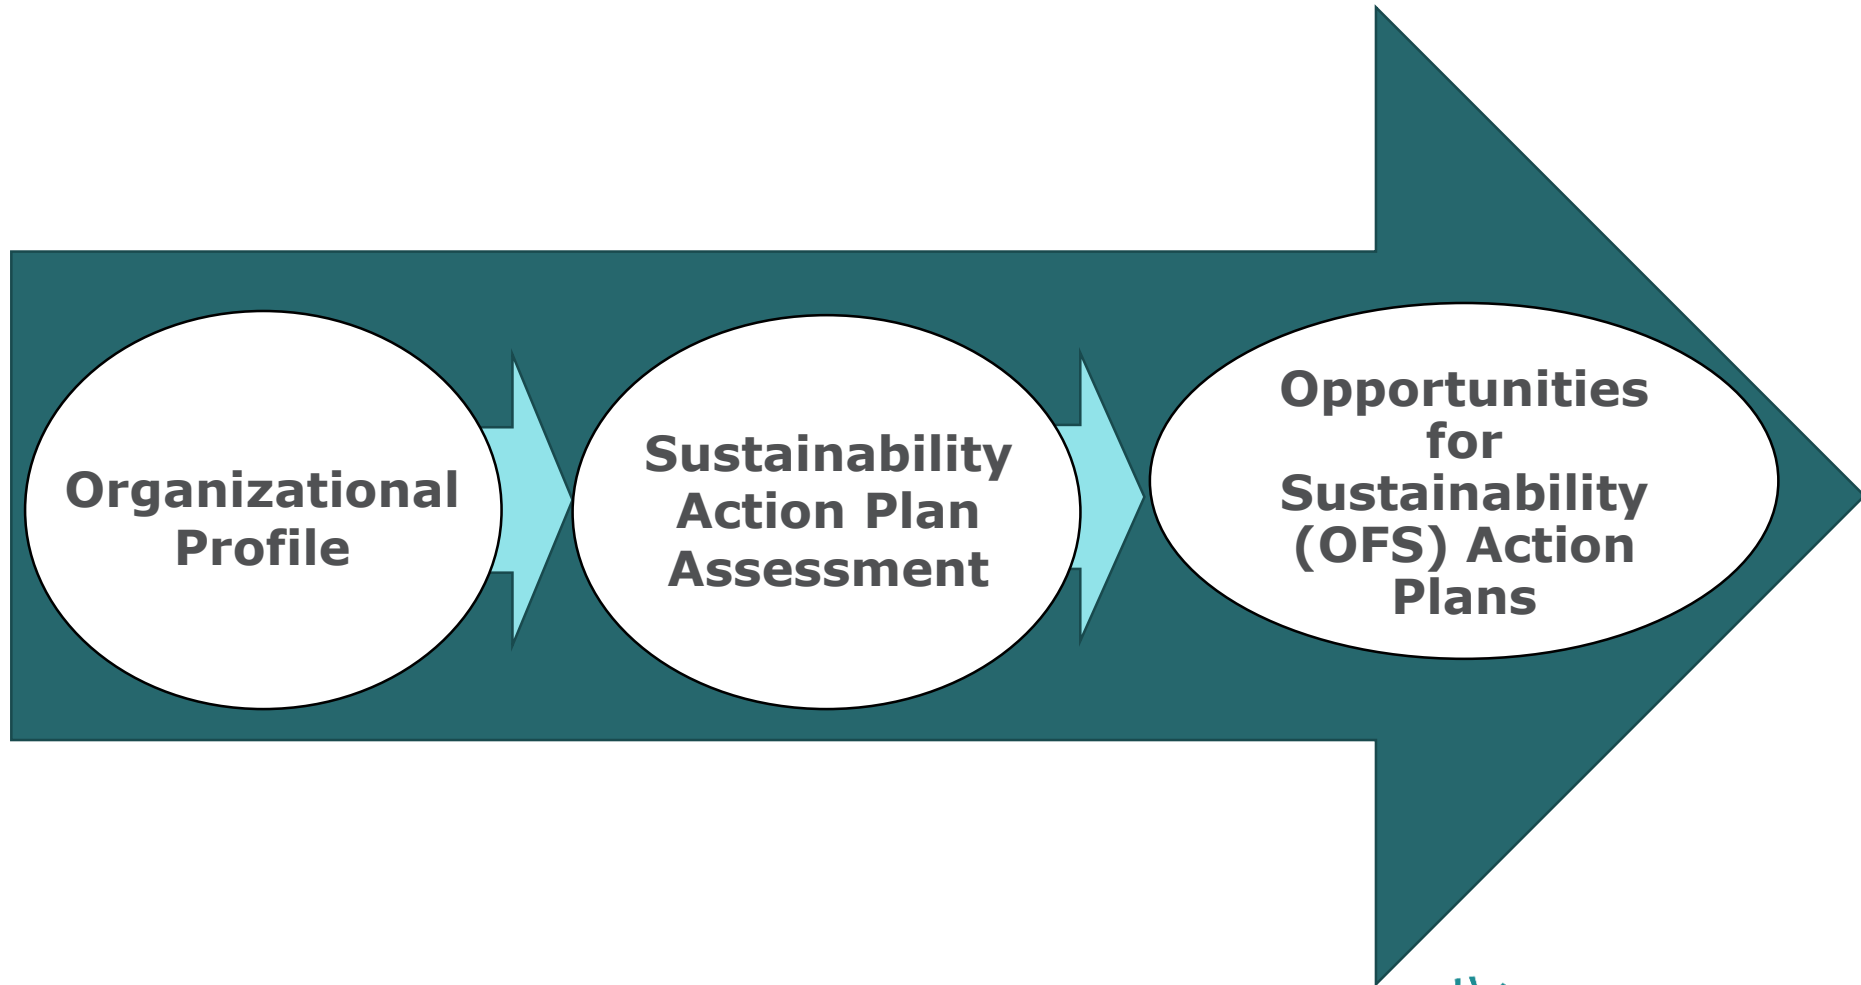 Organizational
Profile
Sustainability
Action Plan
Assessment
Opportunities
for
Sustainability
(OFS) Action
Plans